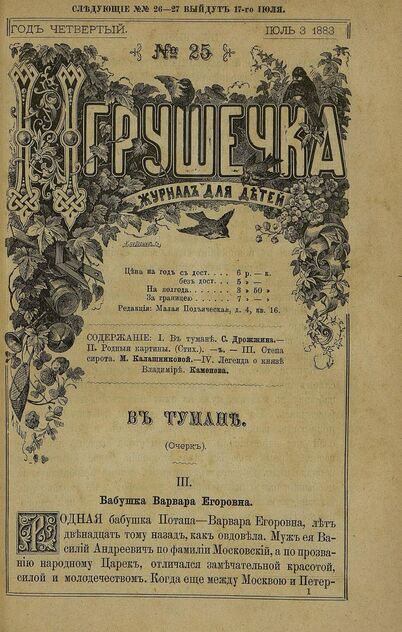 СЛѢДУЮЩІЕ №№ 26—27 ВЫЙДУТЪ 17-го ІЮЛЯ.
ГОДЪ ЧЕТВЕРТЫЙ.
ІЮЛЬ 3 1883
№ 25
ИГРУШЕЧКА
ЖУРНАЛЪ ДЛЯ ДѢТЕЙ
Цѣна на годъ съ дост. . . . . 6 р. — к.
безъ дост. . . . 5 » —
На полгода. . . . . . . . . 3 » 50 »
За границею . . . . . . . . 7 » — »
Редакція: Малая Подъяческая, д. 4, кв. 16.
СОДЕРЖАНІЕ: I. Въ туманѣ. С. Дрожжина.—
II. Родныя картины. (Стих.). —ъ. — III. Степа
сирота. М. Калашниковой.—IV. Легенда о князѣ
Владимірѣ. Каменева.
ВЪ ТУМАНѢ.
(Очеркъ).
III.
Бабушка Варвара Егоровна.
РОДНАЯ бабушка Потапа—Варвара Егоровна, лѣтъ
двѣнадцать тому назадъ, какъ овдовѣла. Мужъ ея Ва-
силій Андреевичъ по фамиліи Московскій, а по прозва-
нію народному Царекъ, отличался замѣчательной красотой,
силой и молодечествомъ. Когда еще между Москвою и Петер-
1